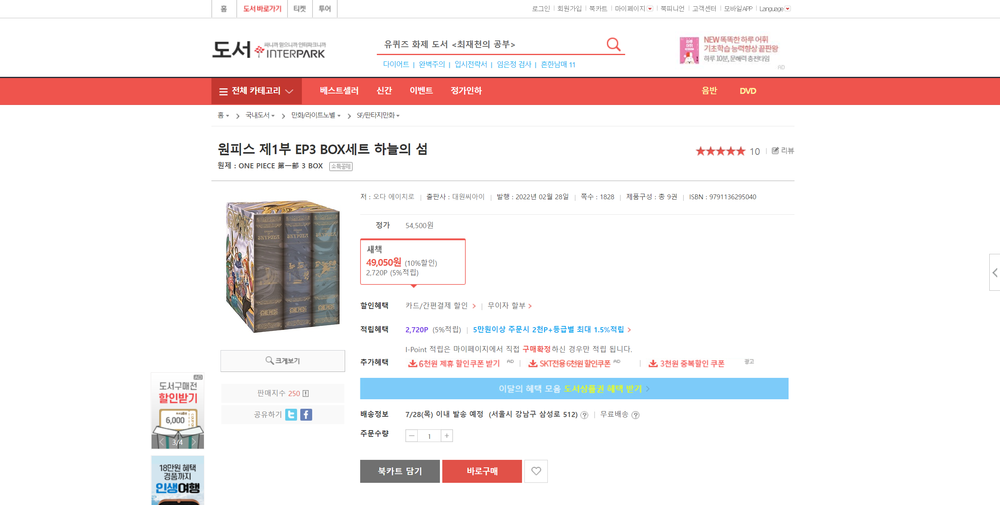 홈 도서 바로가기 티켓 투어
로그인 회원가입 북카트 마이페이지 북피니언 고객센터 모바일APP Language
도서 싸니까 믿으니까 인터파크니까
INTERPARK
유퀴즈 화제 도서 <최재천의 공부>
다이어트 | 완벽주의 | 입시전략서 | 임은정 검사 | 흔한남매 11
하루 어휘
NEW 똑똑한 하루 어휘
기초학습 능력향상 끝판왕
하루 10분, 문해력 충전타임
AD
전체 카테고리 베스트셀러 신간 이벤트 정가인하 음반 DVD
홈 국내도서 만화/라이트노벨 SF/판타지만화
원피스 제1부 EP3 BOX세트 하늘의 섬
10 | 리뷰
원제 : ONE PIECE 第一部 3 BOX 소득공제
저 : 오다 에이치로 | 출판사 : 대원씨아이 | 발행 : 2022년 02월 28일 | 쪽수 : 1828 | 제품구성 : 총 9권 | ISBN : 9791136295040
EPISODE OF SKYPIEA
EPISODE OF SKYPIEA
EPISODE OF SKYPIEA
ONE PIECE
ONE PIECE
ONE PIECE
정가 54,500원
새책
49,050원 (10%할인)
2,720P (5%적립)
할인혜택 카드/간편결제 할인 | 무이자 할부
적립혜택 2,720P (5%적립) | 5만원이상 주문시 2천P+등급별 최대 1.5%적립
I-Point 적립은 마이페이지에서 직접 구매확정하신 경우만 적립 됩니다.
추가혜택 6천원 제휴 할인쿠폰 받기 AD | SKT전용 6천원 할인쿠폰 AD | 3천원 중복할인 쿠폰 광고
이달의 혜택 모음 도서상품권 혜택 받기
배송정보 7/28(목) 이내 발송 예정 (서울시 강남구 삼성로 512) ? | 무료배송 ?
주문수량 1
북카트 담기 바로구매
크게보기
판매지수 250
공유하기
AD
도서구매전
할인받기
도서상품권
6,000
COUPON
3/4
18만원 혜택
경품까지
인생여행